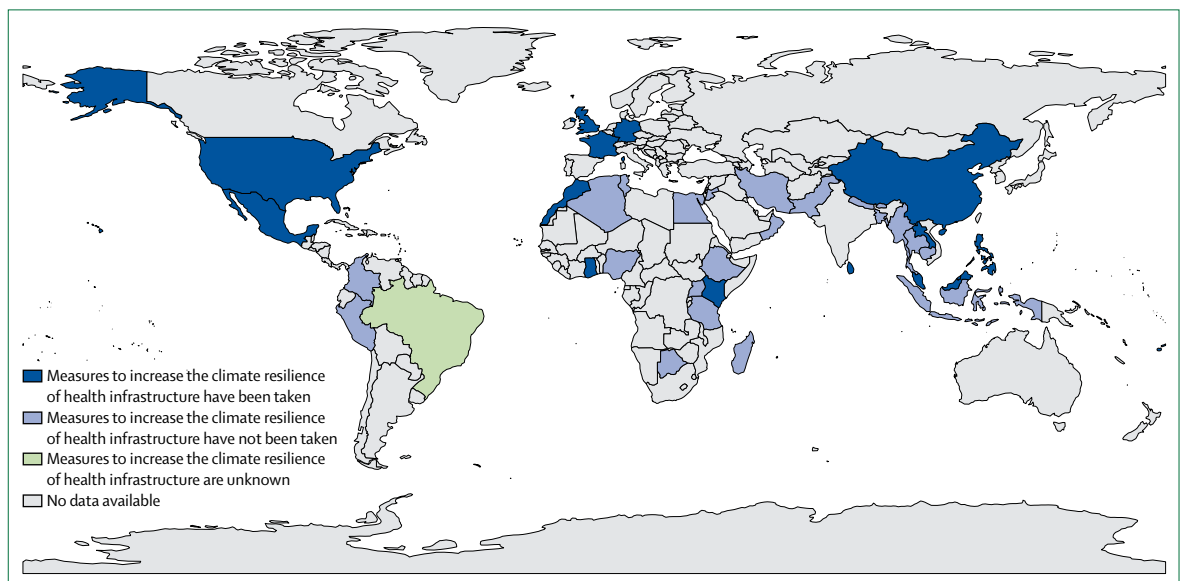 Measures to increase the climate resilience
of health infrastructure have been taken
Measures to increase the climate resilience
of health infrastructure have not been taken
Measures to increase the climate resilience
of health infrastructure are unknown
No data available